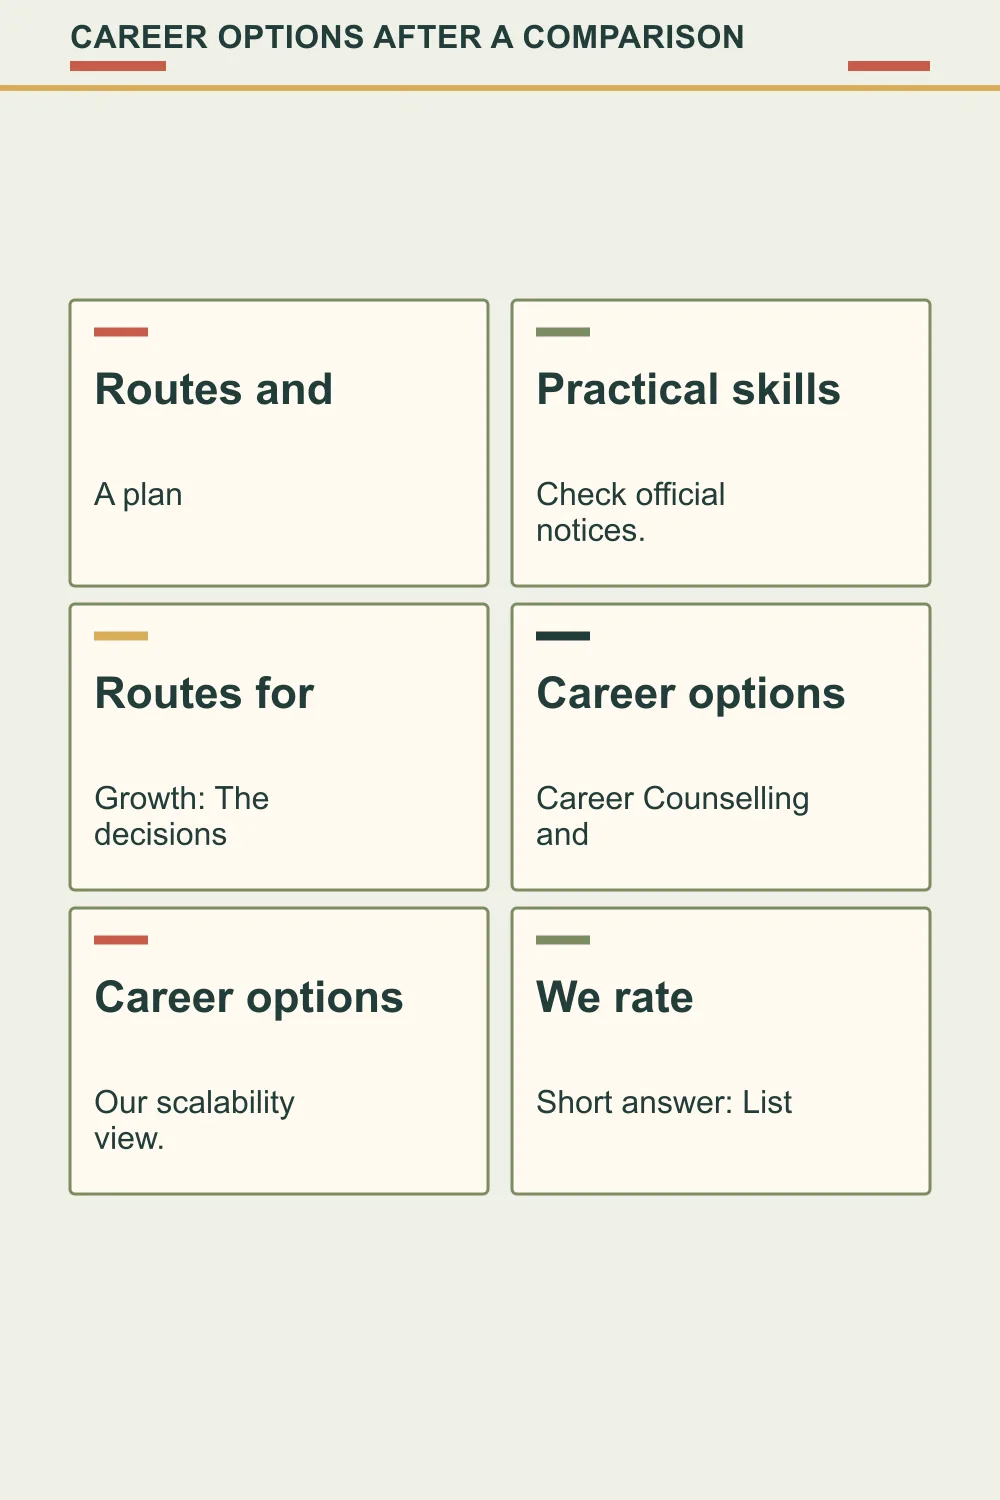 CAREER OPTIONS AFTER A COMPARISON
Routes and
A plan
Practical skills
Check official
notices.
Routes for
Growth: The
decisions
Career options
Career Counselling
and
Career options
Our scalability
view.
We rate
Short answer: List